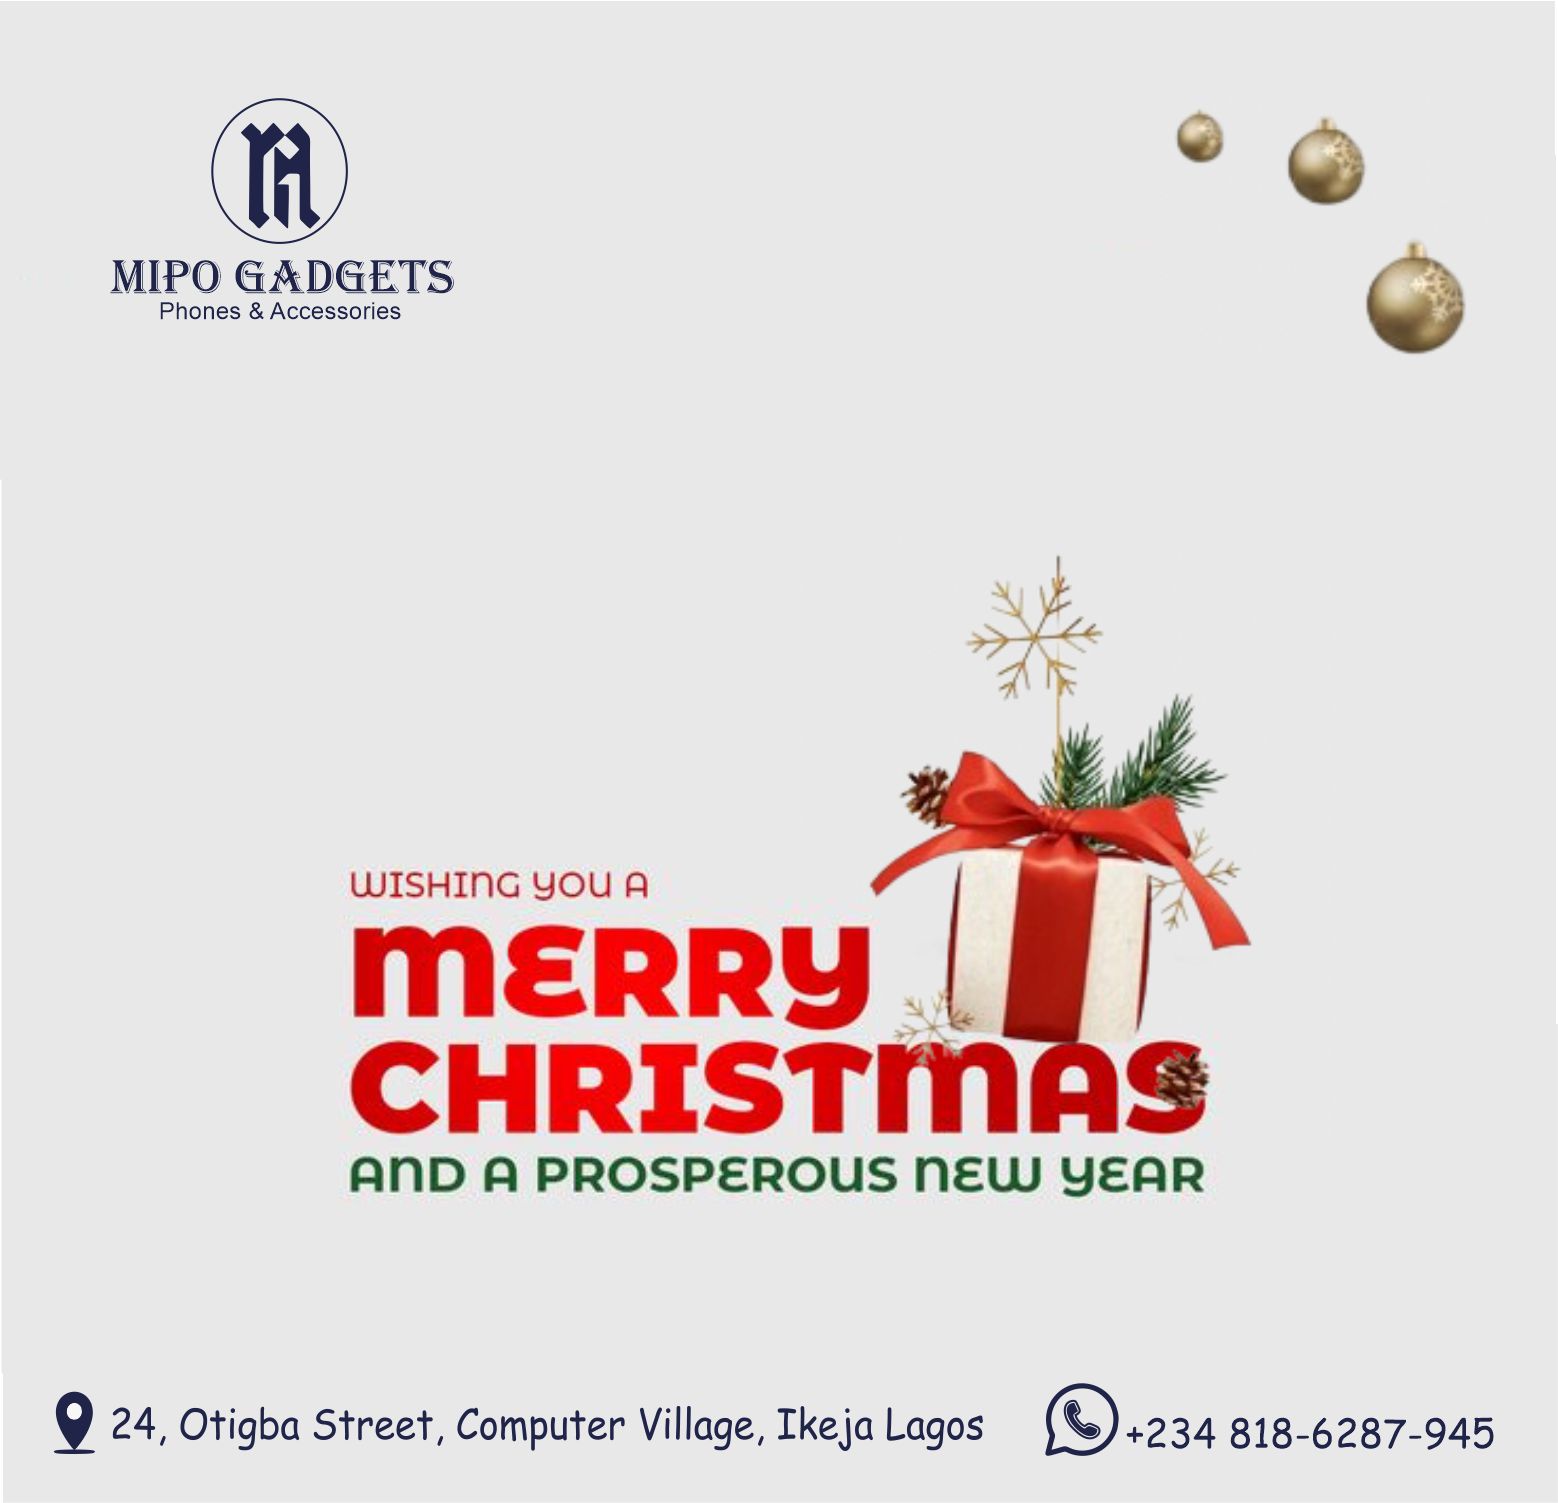 MIPO GADGETS
Phones & Accessories
WISHING YOU A
MERRY
CHRISTMAS
AND A PROSPEROUS NEW YEAR
24, Otigba Street, Computer Village, Ikeja Lagos
+234 818-6287-945